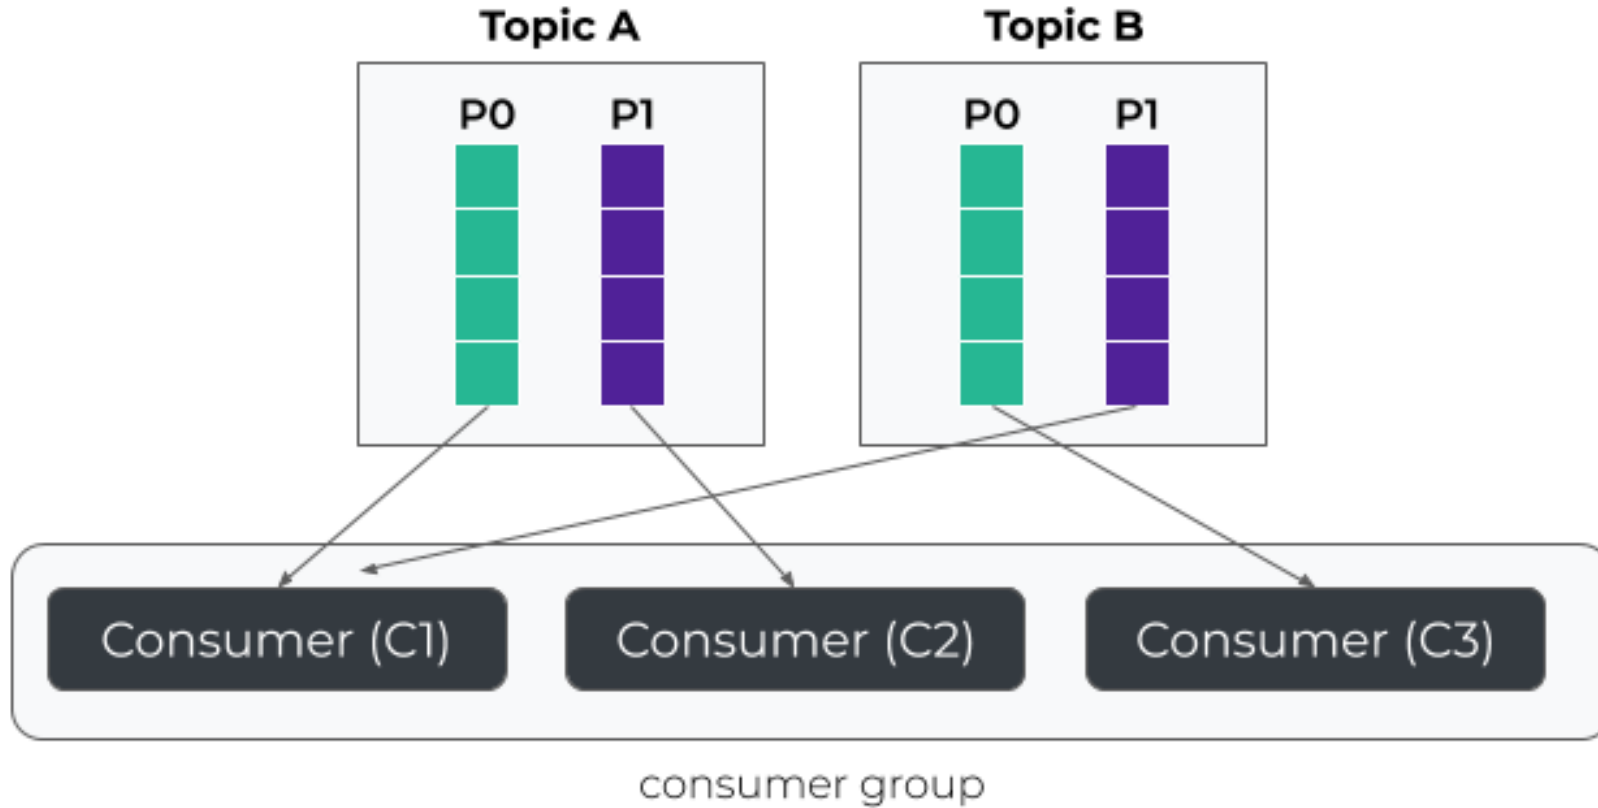 Topic A
Topic B
P0
P1
P0
P1
Consumer (C1)
Consumer (C2)
Consumer (C3)
consumer group